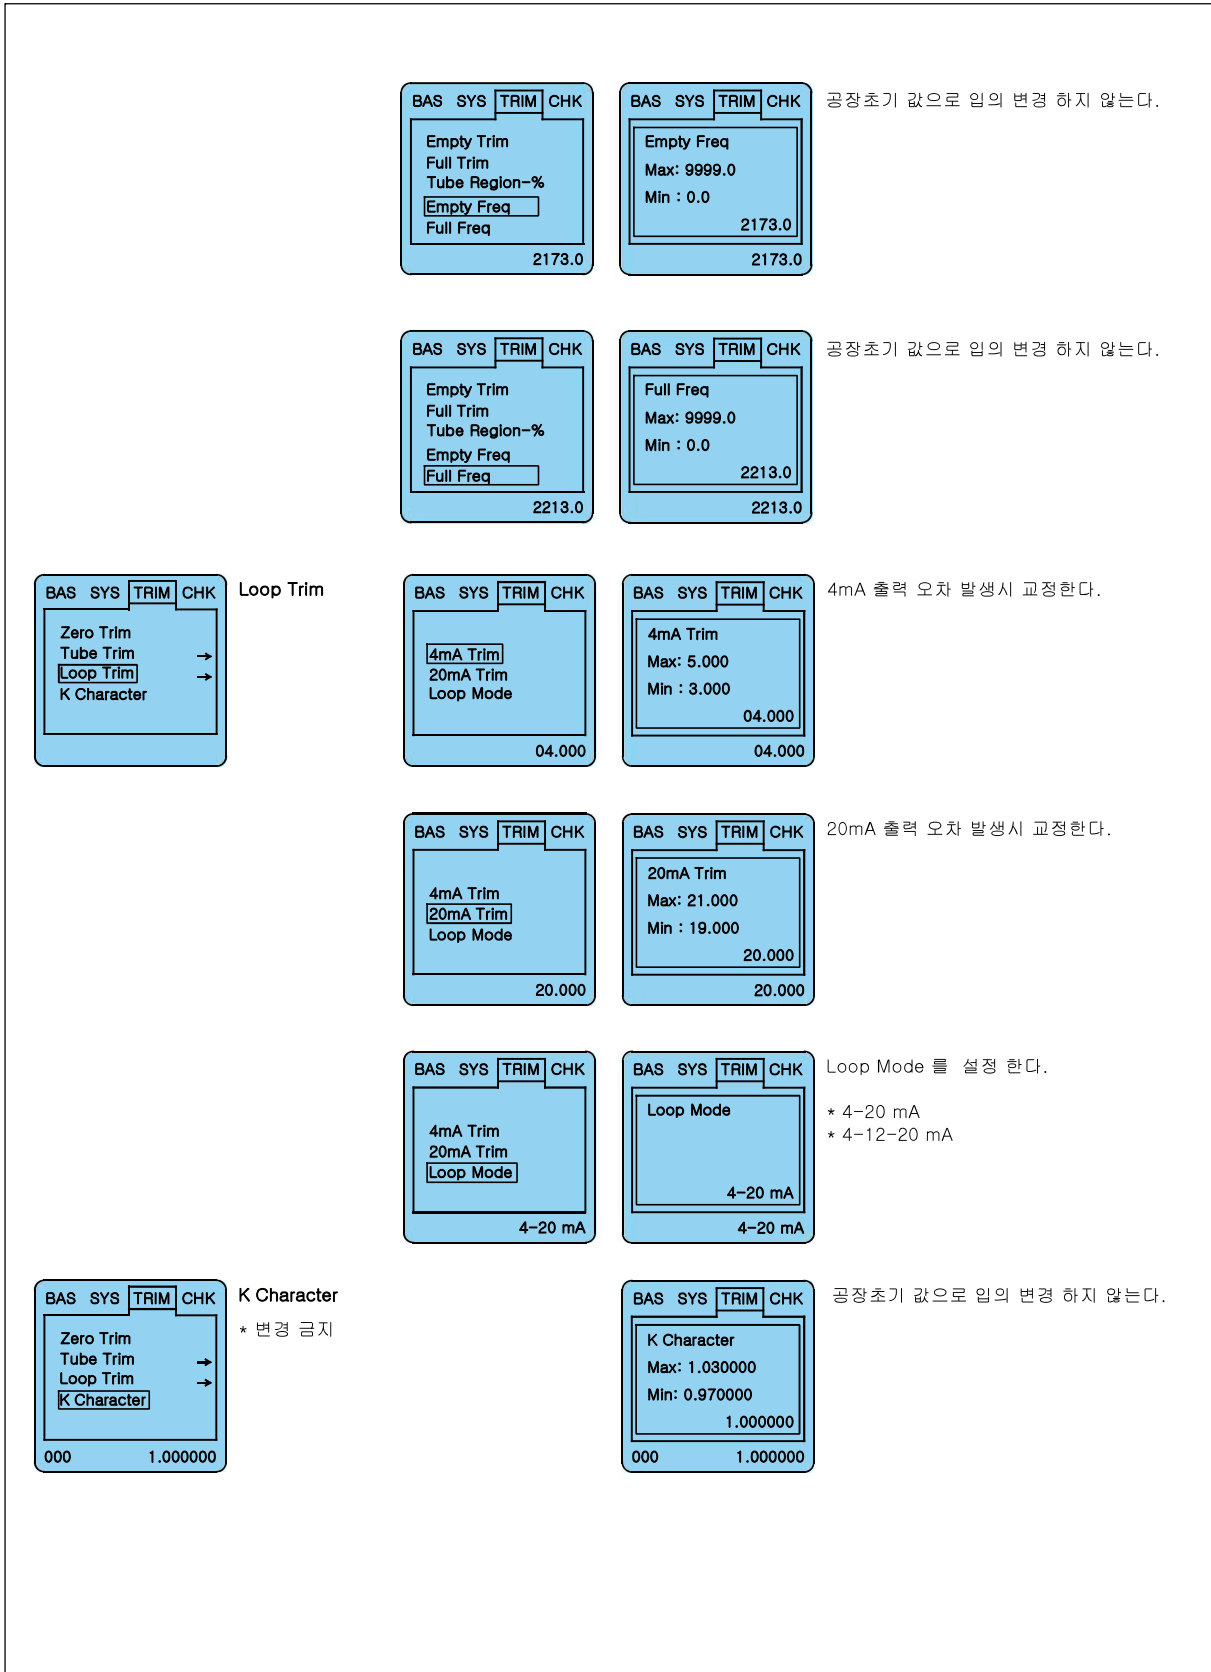 BAS SYS TRIM CHK
Empty Trim
Full Trim
Tube Region-%
Empty Freq
Full Freq
2173.0
BAS SYS TRIM CHK
Empty Freq
Max: 9999.0
Min : 0.0
2173.0
2173.0
공장초기 값으로 입의 변경 하지 않는다.
BAS SYS TRIM CHK
Empty Trim
Full Trim
Tube Region-%
Empty Freq
Full Freq
2213.0
BAS SYS TRIM CHK
Full Freq
Max: 9999.0
Min : 0.0
2213.0
2213.0
공장초기 값으로 입의 변경 하지 않는다.
BAS SYS TRIM CHK
Zero Trim
Tube Trim →
Loop Trim →
K Character
Loop Trim
BAS SYS TRIM CHK
4mA Trim
20mA Trim
Loop Mode
04.000
BAS SYS TRIM CHK
4mA Trim
Max: 5.000
Min : 3.000
04.000
04.000
4mA 출력 오차 발생시 교정한다.
BAS SYS TRIM CHK
4mA Trim
20mA Trim
Loop Mode
20.000
BAS SYS TRIM CHK
20mA Trim
Max: 21.000
Min : 19.000
20.000
20.000
20mA 출력 오차 발생시 교정한다.
BAS SYS TRIM CHK
4mA Trim
20mA Trim
Loop Mode
4-20 mA
BAS SYS TRIM CHK
Loop Mode
4-20 mA
4-20 mA
Loop Mode 를 설정 한다.
* 4-20 mA
* 4-12-20 mA
BAS SYS TRIM CHK
Zero Trim
Tube Trim →
Loop Trim →
K Character
000 1.000000
K Character
* 변경 금지
BAS SYS TRIM CHK
K Character
Max: 1.030000
Min: 0.970000
1.000000
000 1.000000
공장초기 값으로 입의 변경 하지 않는다.